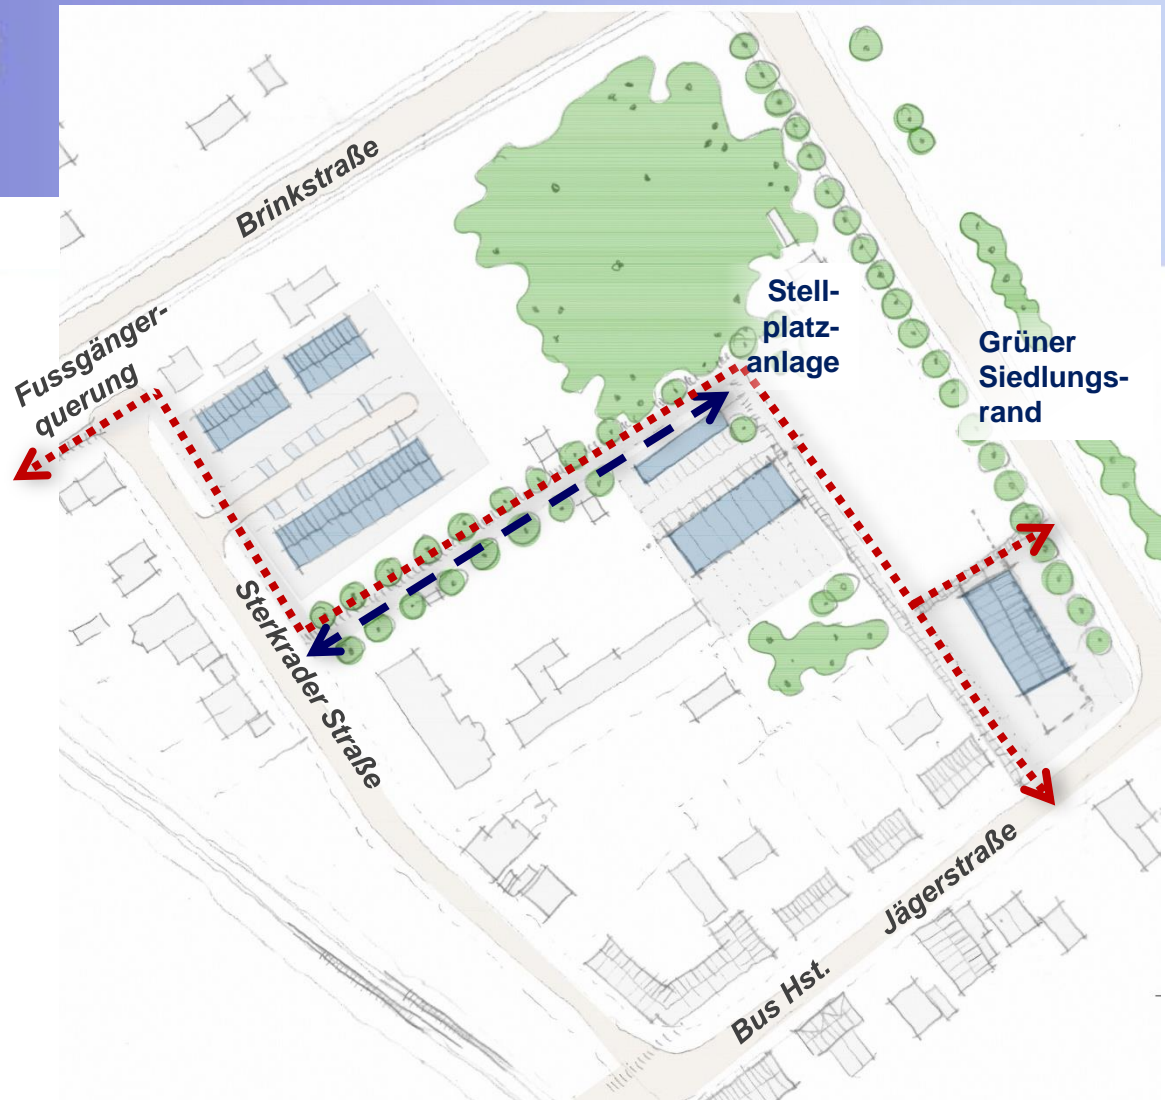 Brinkstraße
Fussgänger-
querung
Stell-
platz-
anlage
Grüner
Siedlungs-
rand
Sterkrader Straße
Jägerstraße
Bus Hst.